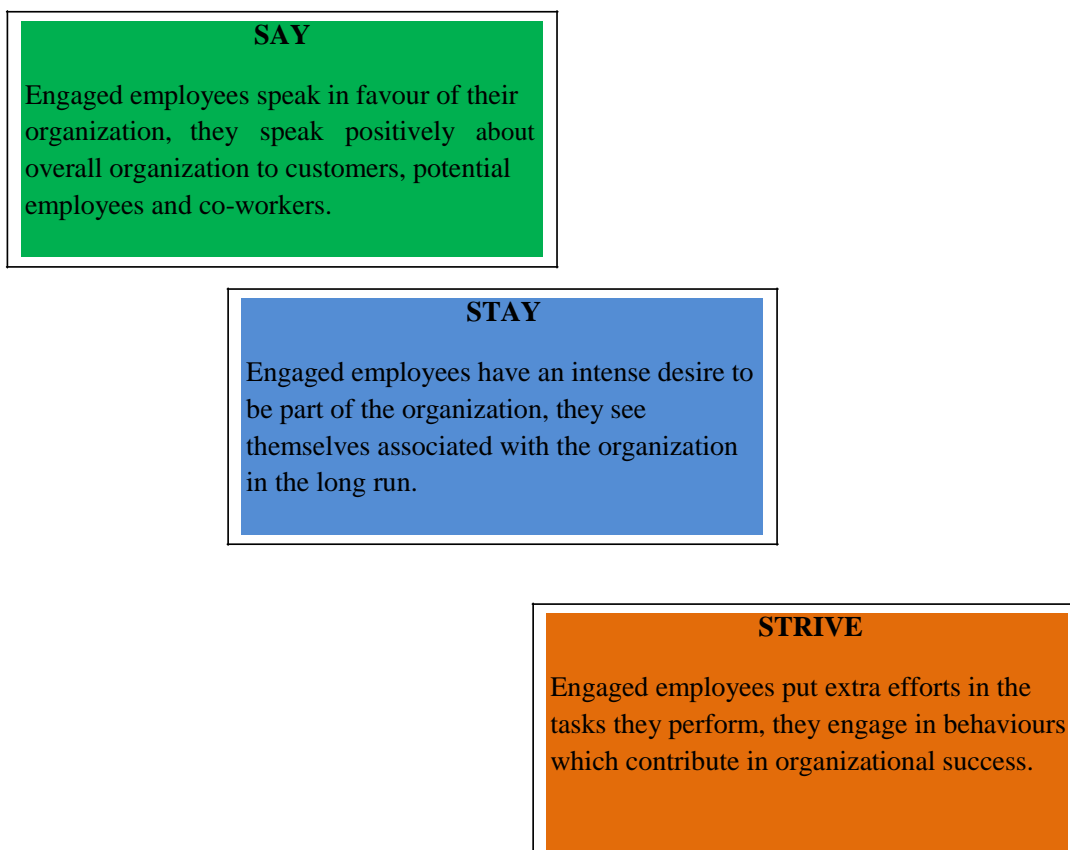 SAY
Engaged employees speak in favour of their
organization, they speak positively about
overall organization to customers, potential
employees and co-workers.
STAY
Engaged employees have an intense desire to
be part of the organization, they see
themselves associated with the organization
in the long run.
STRIVE
Engaged employees put extra efforts in the
tasks they perform, they engage in behaviours
which contribute in organizational success.